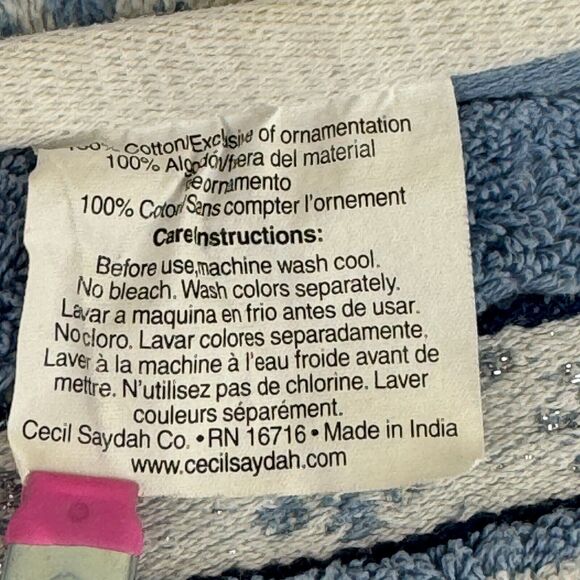 100% Cotton/Exclusive of ornamentation
100% Algodón/fuera del material
de ornamento
100% Coton/Sans compter l'ornement
Care Instructions:
Before use, machine wash cool.
No bleach. Wash colors separately.
Lavar a maquina en frio antes de usar.
No cloro. Lavar colores separadamente.
Laver à la machine à l'eau froide avant de
mettre. N'utilisez pas de chlorine. Laver
couleurs séparément.
Cecil Saydah Co. • RN 16716 • Made in India
www.cecilsaydah.com